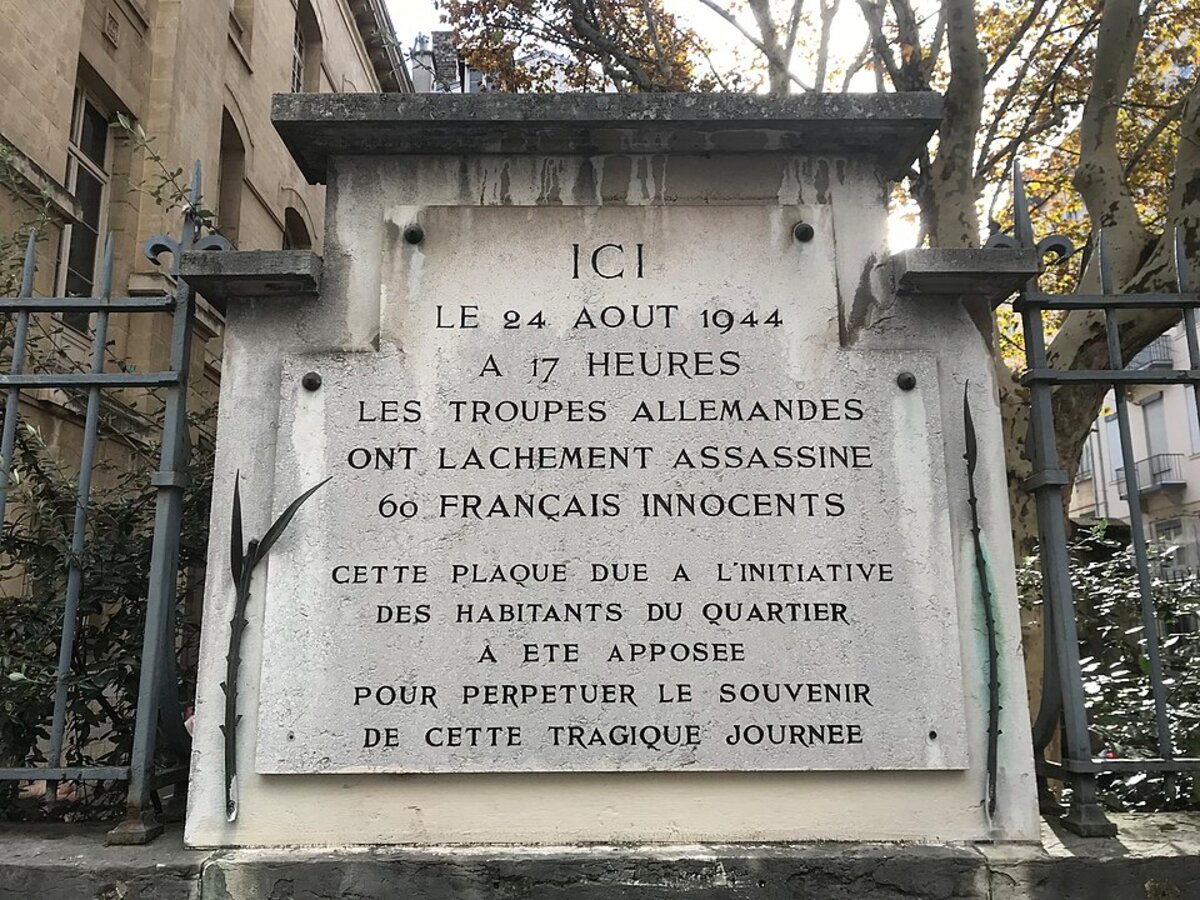 ICI
LE 24 AOUT 1944
A 17 HEURES
LES TROUPES ALLEMANDES
ONT LACHEMENT ASSASSINE
60 FRANÇAIS INNOCENTS
CETTE PLAQUE DUE A L'INITIATIVE
DES HABITANTS DU QUARTIER
A ETE APPOSEE
POUR PERPETUER LE SOUVENIR
DE CETTE TRAGIQUE JOURNEE